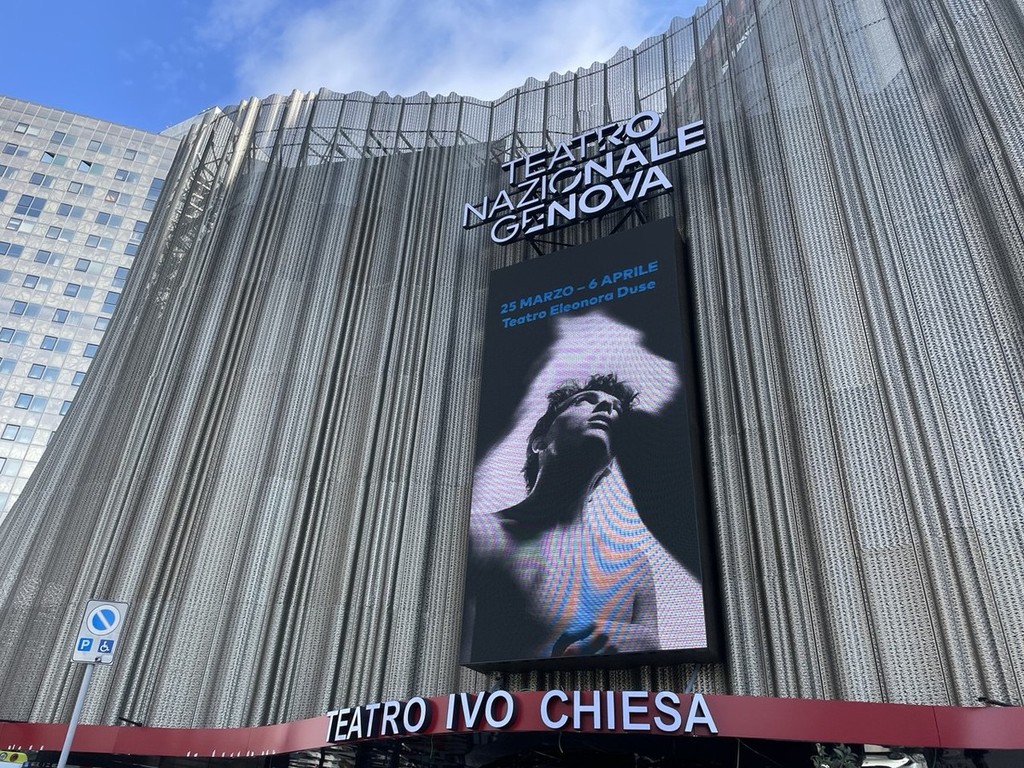 TEATRO
NAZIONALE
GENOVA
25 MARZO – 6 APRILE
Teatro Eleonora Duse
P
TEATRO IVO CHIESA